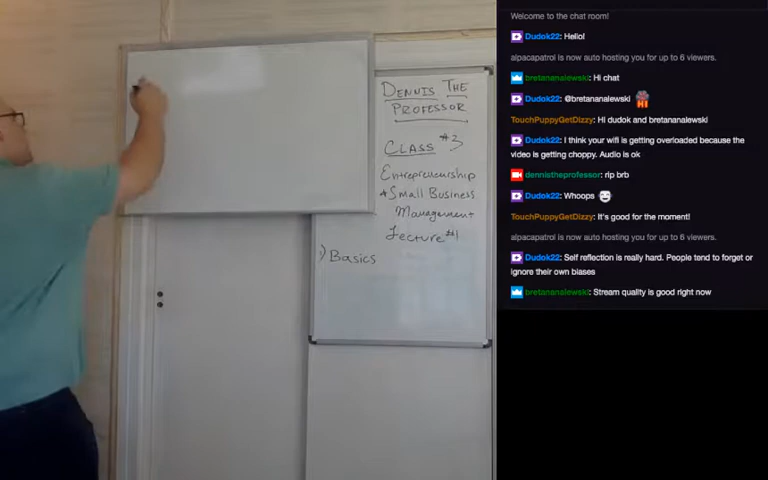 DENNIS THE
PROFESSOR
CLASS #3
Entrepreneurship
+ Small Business
Management
Lecture #1
1) Basics
Welcome to the chat room!
Dudok22: Hello!
alpacapatrol is now auto hosting you for up to 6 viewers.
bretananalewski: Hi chat
Dudok22: @bretananalewski HI
TouchPuppyGetDizzy: HI dudok and bretananalewski
Dudok22: I think your wifi is getting overloaded because the
video is getting choppy. Audio is ok
dennistheprofessor: rip brb
Dudok22: Whoops
TouchPuppyGetDizzy: It's good for the moment!
alpacapatrol is now auto hosting you for up to 6 viewers.
Dudok22: Self reflection is really hard. People tend to forget or
ignore their own biases
bretananalewski: Stream quality is good right now